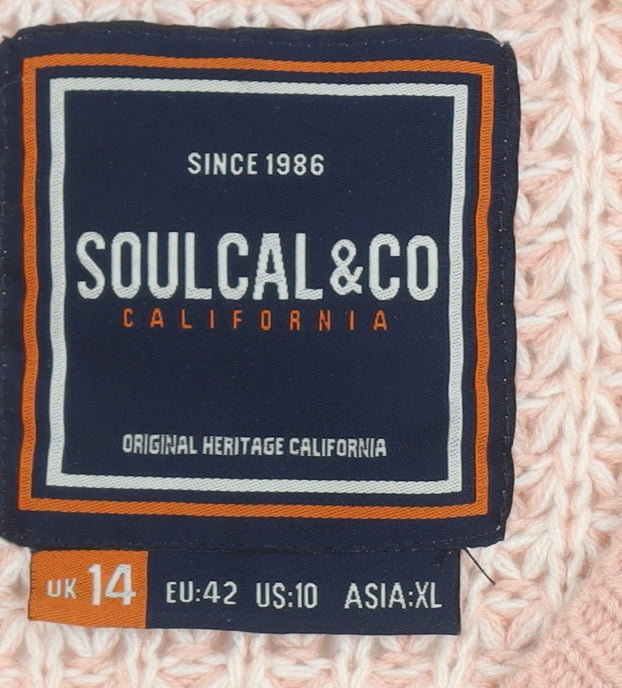 SINCE 1986
SOULCAL&CO
CALIFORNIA
ORIGINAL HERITAGE CALIFORNIA
UK 14 EU:42 US:10 ASIA:XL